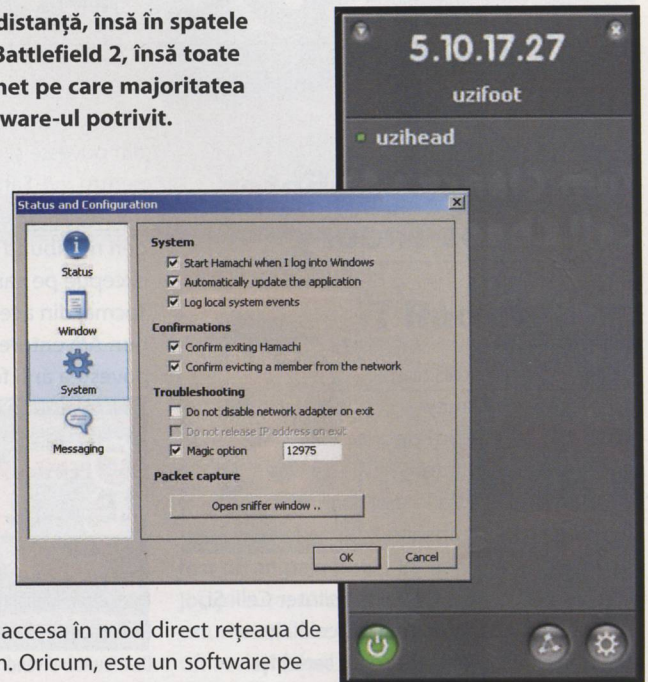 distanță, însă în spatele
Battlefield 2, însă toate
net pe care majoritatea
ware-ul potrivit.
5.10.17.27
uzifoot
uzihead
Status and Configuration
Status
Window
System
Messaging
System
Start Hamachi when I log into Windows
Automatically update the application
Log local system events
Confirmations
Confirm exiting Hamachi
Confirm evicting a member from the network
Troubleshooting
Do not disable network adapter on exit
Do not release IP address on exit
Magic option 12975
Packet capture
Open sniffer window ..
OK Cancel
accesa în mod direct rețeaua de
n. Oricum, este un software pe